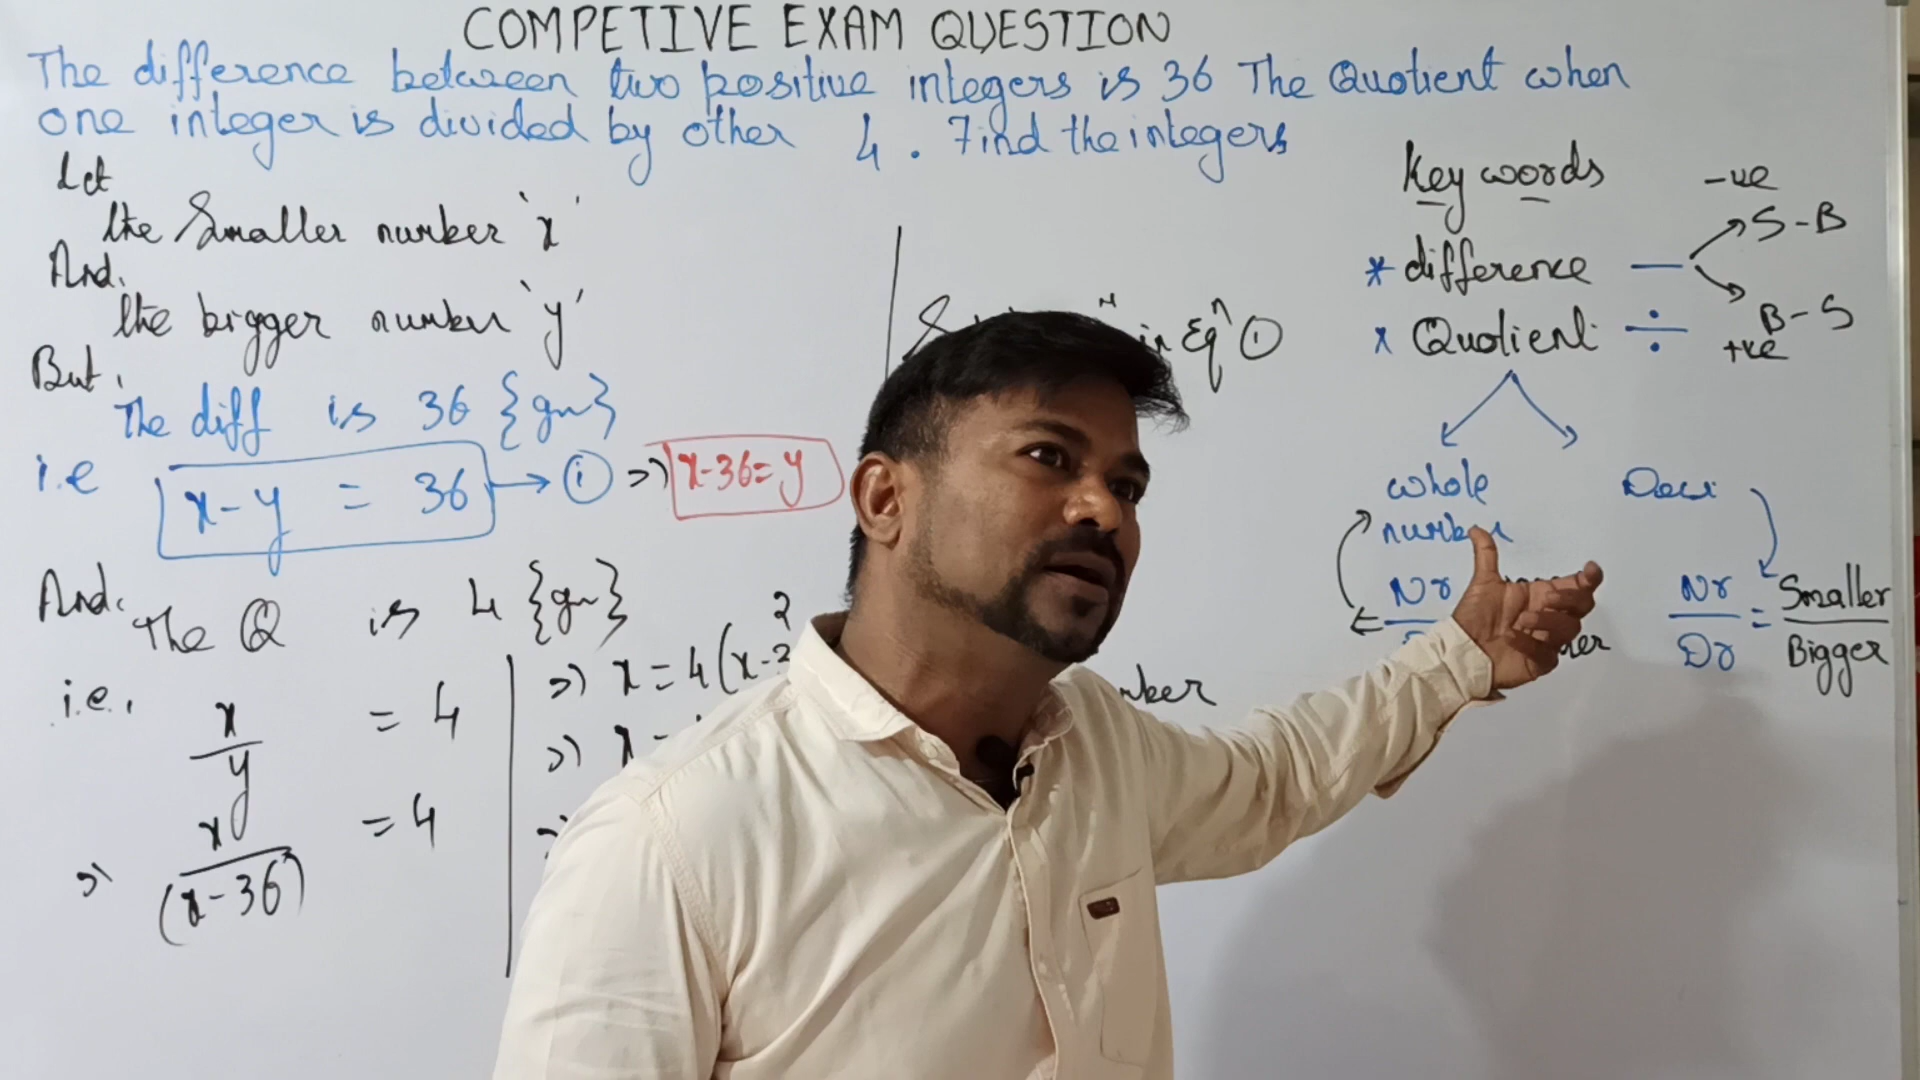 COMPETIVE EXAM QUESTION
The difference between two positive integers is 36 The Quotient when
one integer is divided by other 4. Find the integers
Let
the Smaller number 'x'
And,
the bigger number 'y'
But,
The diff is 36 {gn}
i.e x-y = 36 → ① ⇒ x-36=y
And, The Q is 4 {gn}
i.e., x/y = 4
⇒ x/(x-36) = 4
⇒ x = 4(x-3
⇒ x =
⇒
in Eqn ①
Key words
-ve
S-B
* difference —
B-S
+ve
x Quotient ÷
whole
number
Nr
Deci
Nr/Dr = Smaller/Bigger